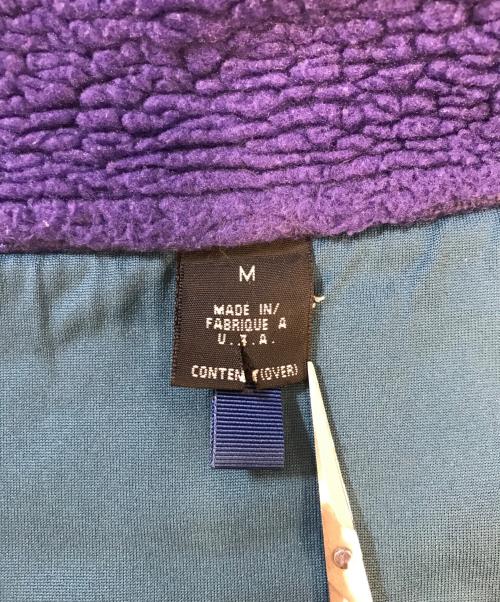 M
MADE IN/
FABRIQUE A
U.S.A.
CONTENT(OVER)